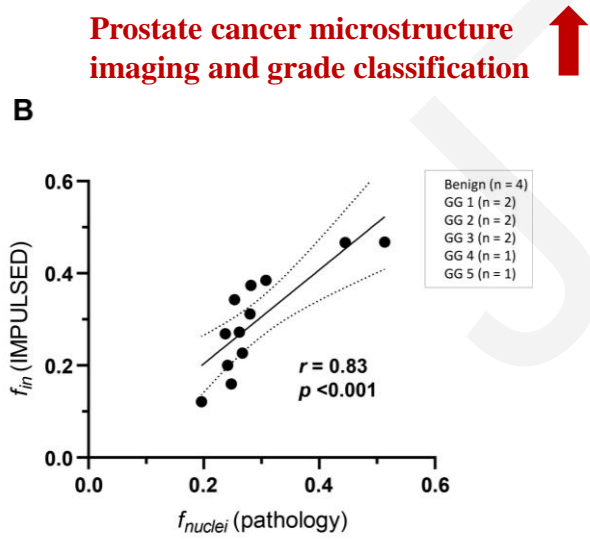 Prostate cancer microstructure
imaging and grade classification
B
Benign (n = 4)
GG 1 (n = 2)
GG 2 (n = 2)
GG 3 (n = 2)
GG 4 (n = 1)
GG 5 (n = 1)
f_in (IMPULSED)
0.6
0.4
0.2
0.0
r = 0.83
p <0.001
0.0 0.2 0.4 0.6
f_nuclei (pathology)